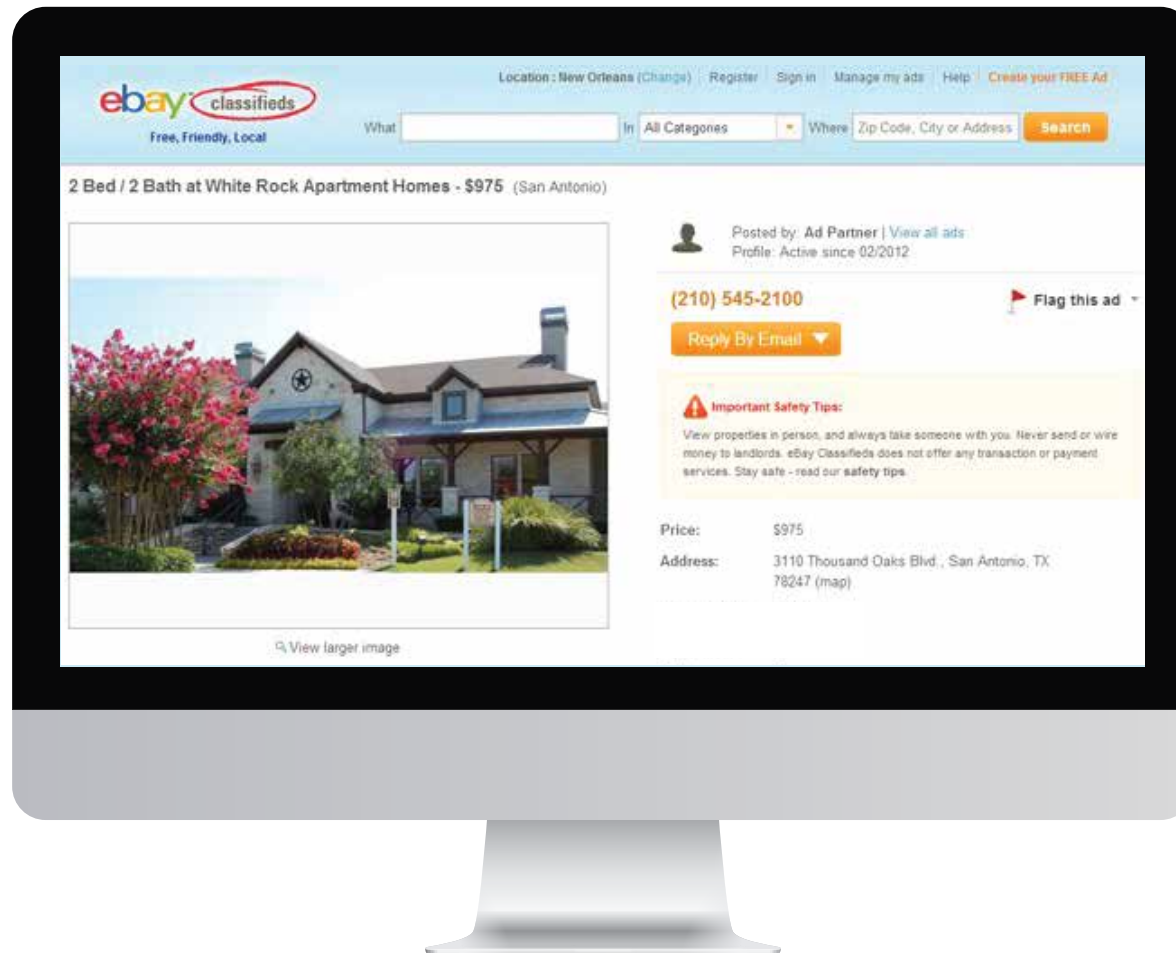 ebay classifieds
Free, Friendly, Local
Location : New Orleans (Change) Register Sign in Manage my ads Help Create your FREE Ad
What In All Categories Where Zip Code, City or Address Search
2 Bed / 2 Bath at White Rock Apartment Homes - $975 (San Antonio)
Posted by: Ad Partner | View all ads
Profile: Active since 02/2012
(210) 545-2100
Flag this ad
Reply By Email
Important Safety Tips:
View properties in person, and always take someone with you. Never send or wire
money to landlords. eBay Classifieds does not offer any transaction or payment
services. Stay safe - read our safety tips.
Price: $975
Address: 3110 Thousand Oaks Blvd., San Antonio, TX
78247 (map)
View larger image